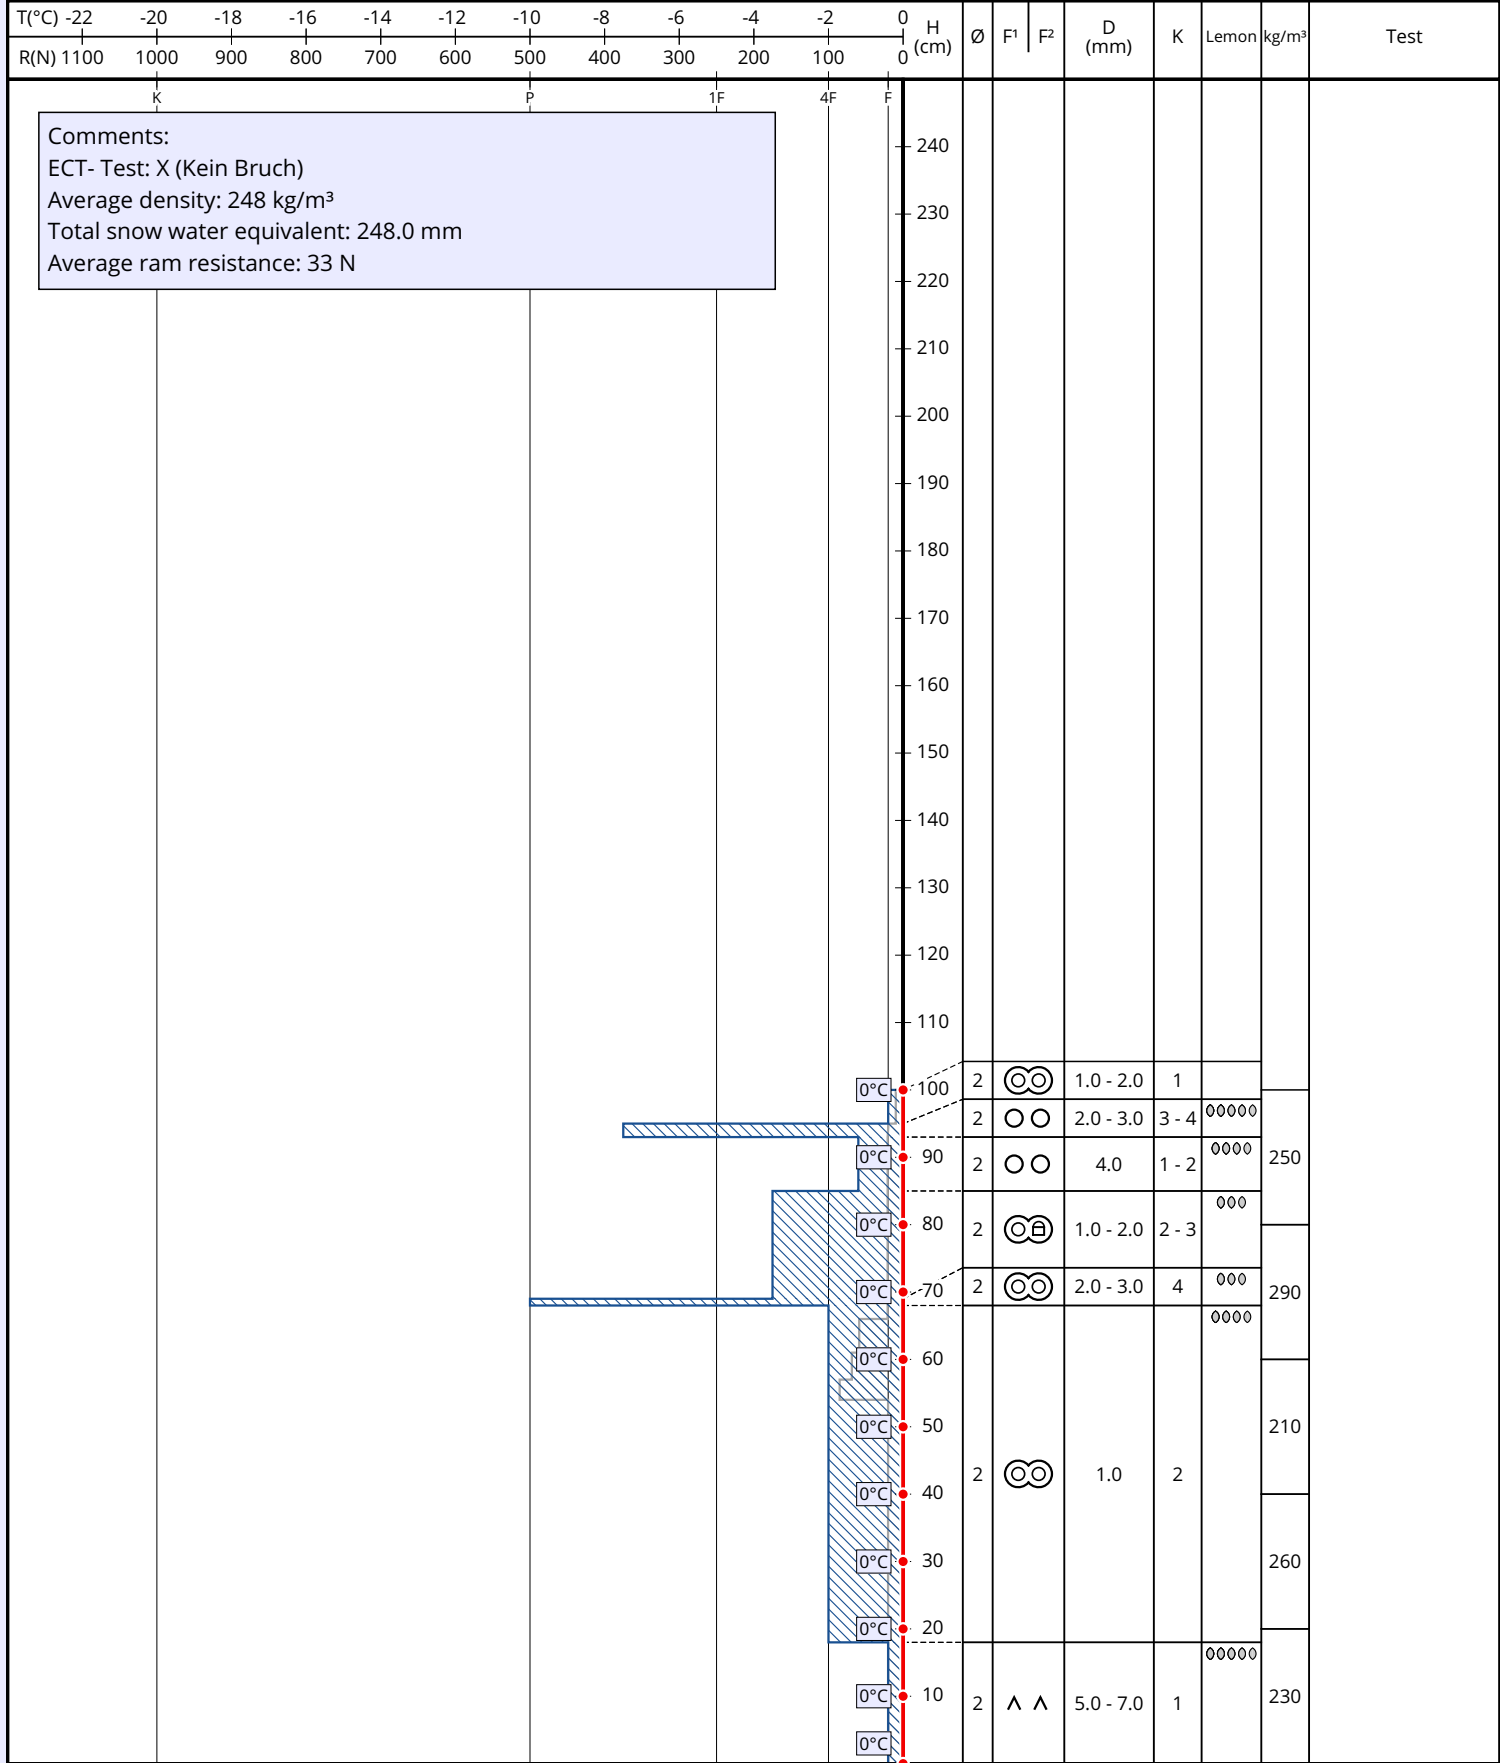 T(°C) -22 -20 -18 -16 -14 -12 -10 -8 -6 -4 -2 0
R(N) 1100 1000 900 800 700 600 500 400 300 200 100 0
H (cm) Ø F¹ F² D (mm) K Lemon kg/m³ Test
K P 1F 4F F
Comments:
ECT- Test: X (Kein Bruch)
Average density: 248 kg/m³
Total snow water equivalent: 248.0 mm
Average ram resistance: 33 N
240
230
220
210
200
190
180
170
160
150
140
130
120
110
0°C 100 2 1.0 - 2.0 1
2 2.0 - 3.0 3 - 4
0°C 90 2 4.0 1 - 2 250
0°C 80 2 1.0 - 2.0 2 - 3
0°C 70 2 2.0 - 3.0 4 290
0°C 60
0°C 50 210
2 1.0 2
0°C 40
0°C 30 260
0°C 20
0°C 10 2 5.0 - 7.0 1 230
0°C